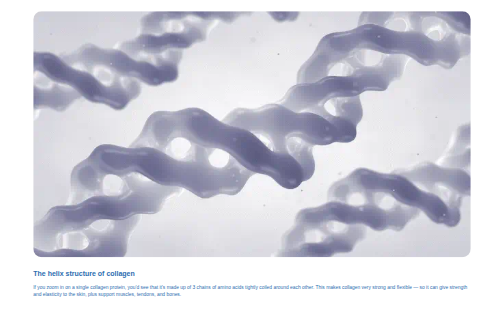 The helix structure of collagen
If you zoom in on a single collagen protein, you'd see that it's made up of 3 chains of amino acids tightly coiled around each other. This makes collagen very strong and flexible — so it can give strength
and elasticity to the skin, plus support muscles, tendons, and bones.